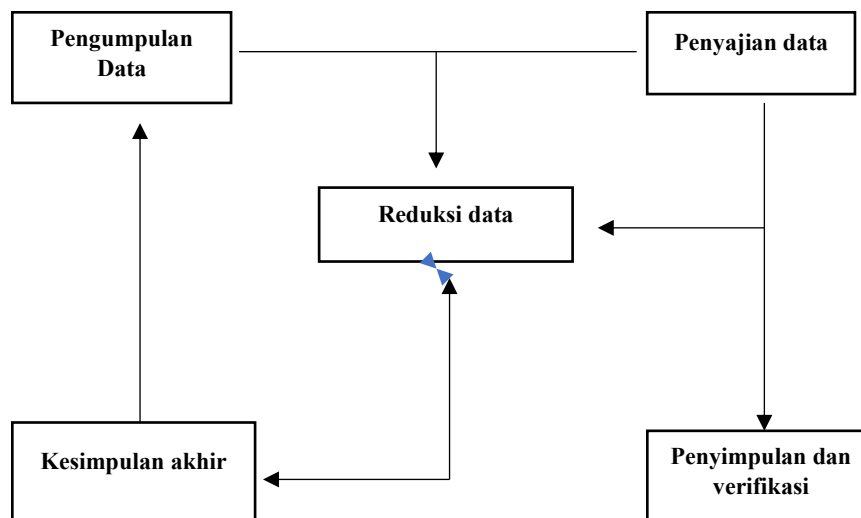 Pengumpulan
Data
Penyajian data
Reduksi data
Kesimpulan akhir
Penyimpulan dan
verifikasi